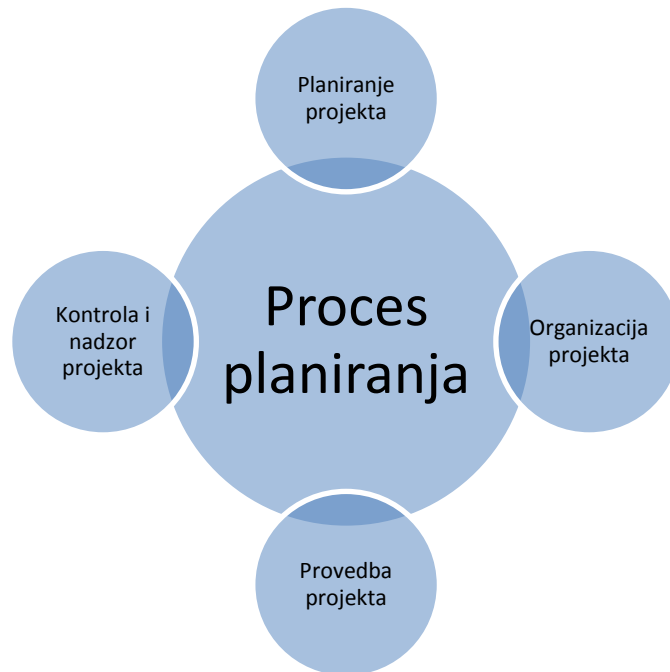 Planiranje
projekta
Kontrola i
nadzor
projekta
Proces
planiranja
Organizacija
projekta
Provedba
projekta